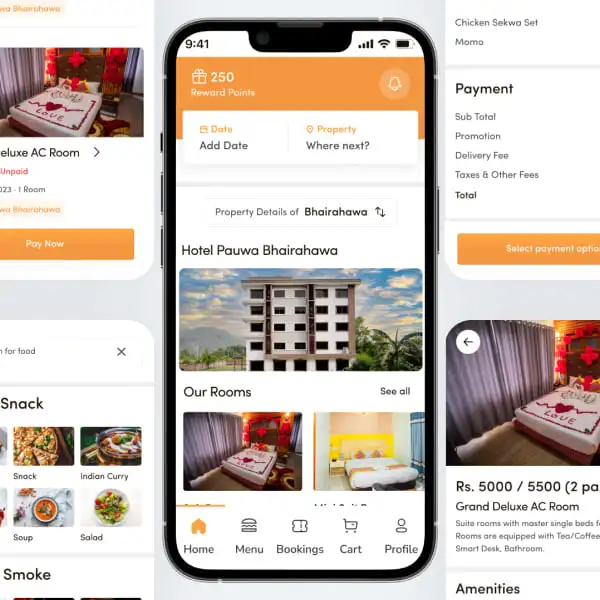 wa Bhairahawa
LOVE
eluxe AC Room
Unpaid
023 - 1 Room
wa Bhairahawa
Pay Now
n for food
Snack
Snack
Indian Curry
Soup
Salad
Smoke
9:41
250
Reward Points
Date
Add Date
Property
Where next?
Property Details of Bhairahawa
Hotel Pauwa Bhairahawa
Our Rooms
See all
Home
Menu
Bookings
Cart
Profile
Chicken Sekwa Set
Momo
Payment
Sub Total
Promotion
Delivery Fee
Taxes & Other Fees
Total
Select payment optio
LOVE
Rs. 5000 / 5500 (2 pa
Grand Deluxe AC Room
Suite rooms with master single beds f
Rooms are equipped with Tea/Coffee
Smart Desk, Bathroom.
Amenities